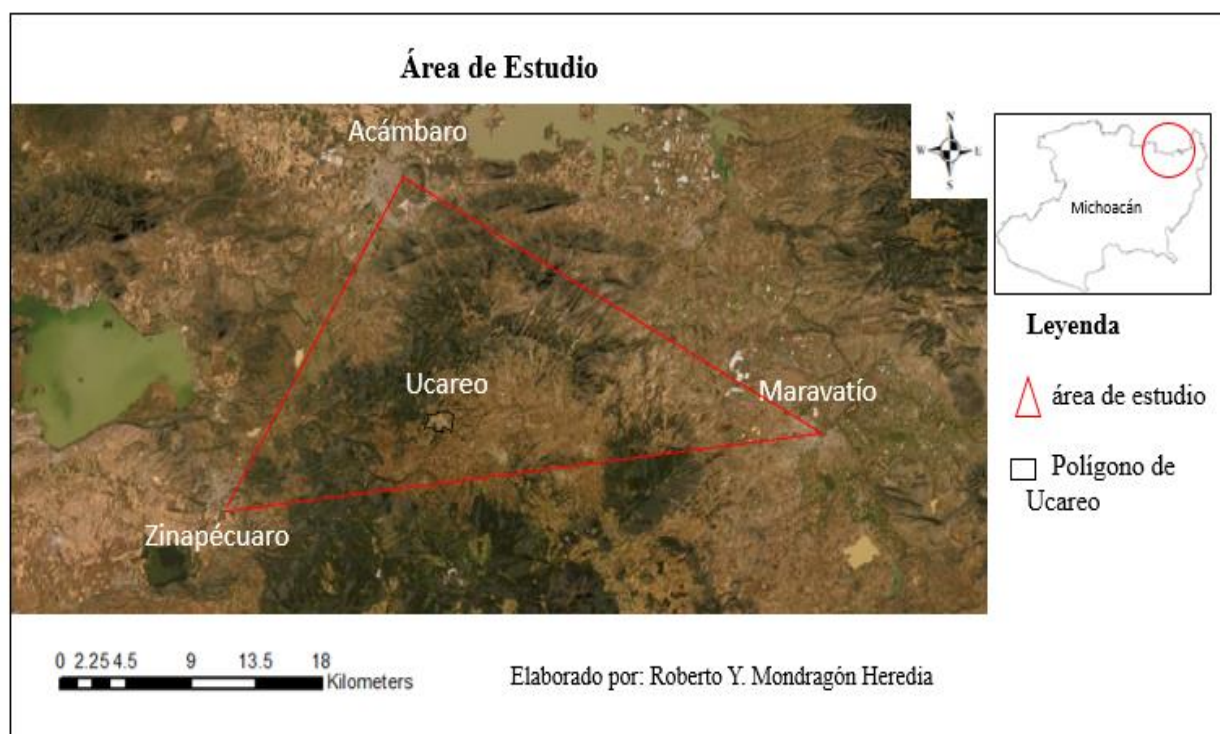 Área de Estudio
Acámbaro
N
W E
S
Michoacán
Leyenda
Ucareo
Maravatío
área de estudio
Polígono de
Ucareo
Zinapécuaro
0 2.25 4.5 9 13.5 18
Kilometers
Elaborado por: Roberto Y. Mondragón Heredia